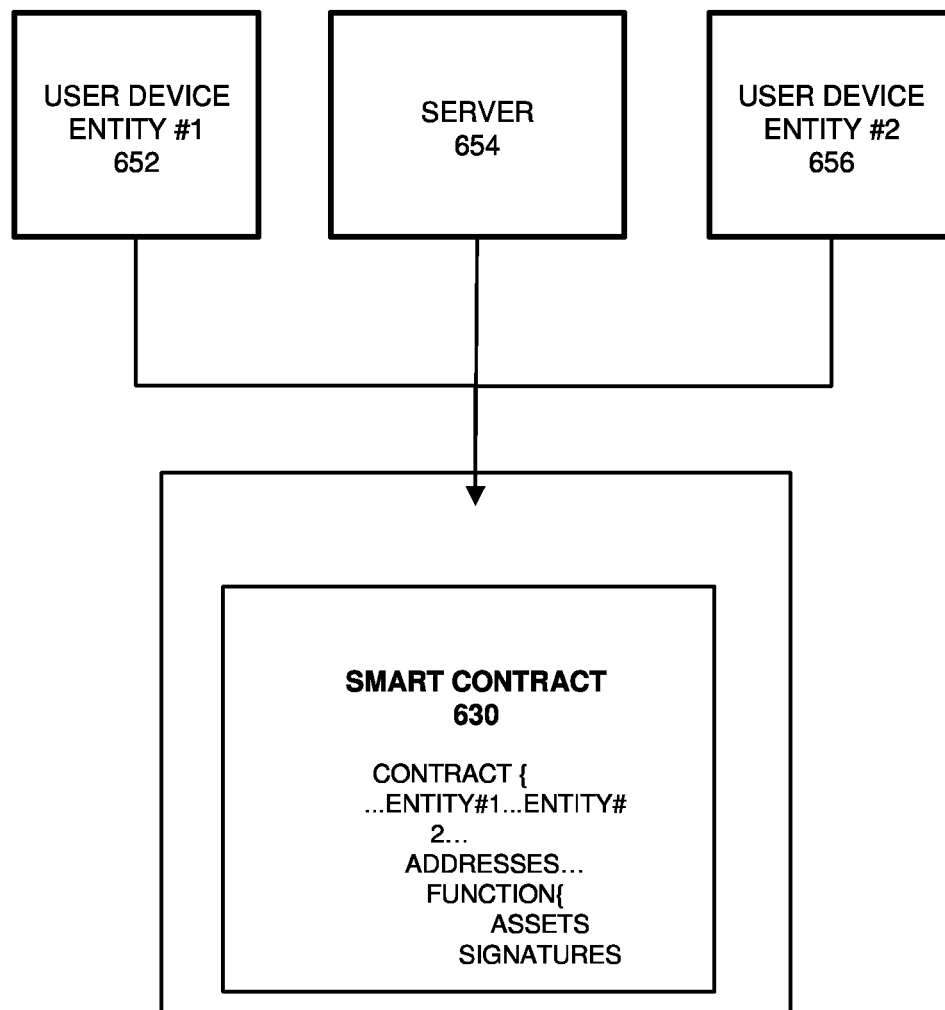 USER DEVICE
ENTITY #1
652
SERVER
654
USER DEVICE
ENTITY #2
656
SMART CONTRACT
630
CONTRACT {
...ENTITY#1...ENTITY#
2...
ADDRESSES...
FUNCTION{
ASSETS
SIGNATURES